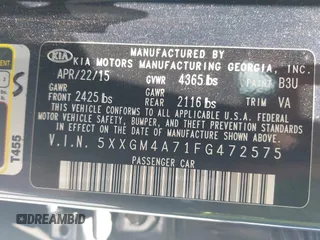 MANUFACTURED BY
KIA KIA MOTORS MANUFACTURING GEORGIA, INC.
APR/22/15 GVWR 4365 lbs PAINT B3U
GAWR FRONT 2425 lbs GAWR REAR 2116 lbs TRIM VA
THIS VEHICLE CONFORMS TO ALL APPLICABLE
FEDERAL MOTOR VEHICLE
SAFETY, BUMPER, AND THEFT
PREVENTION STANDARDS IN EFFECT ON
THE DATE OF MANUFACTURE SHOWN ABOVE.
V.I.N. 5XXGM4A71FG472575
PASSENGER CAR
T455
S
DREAMBID